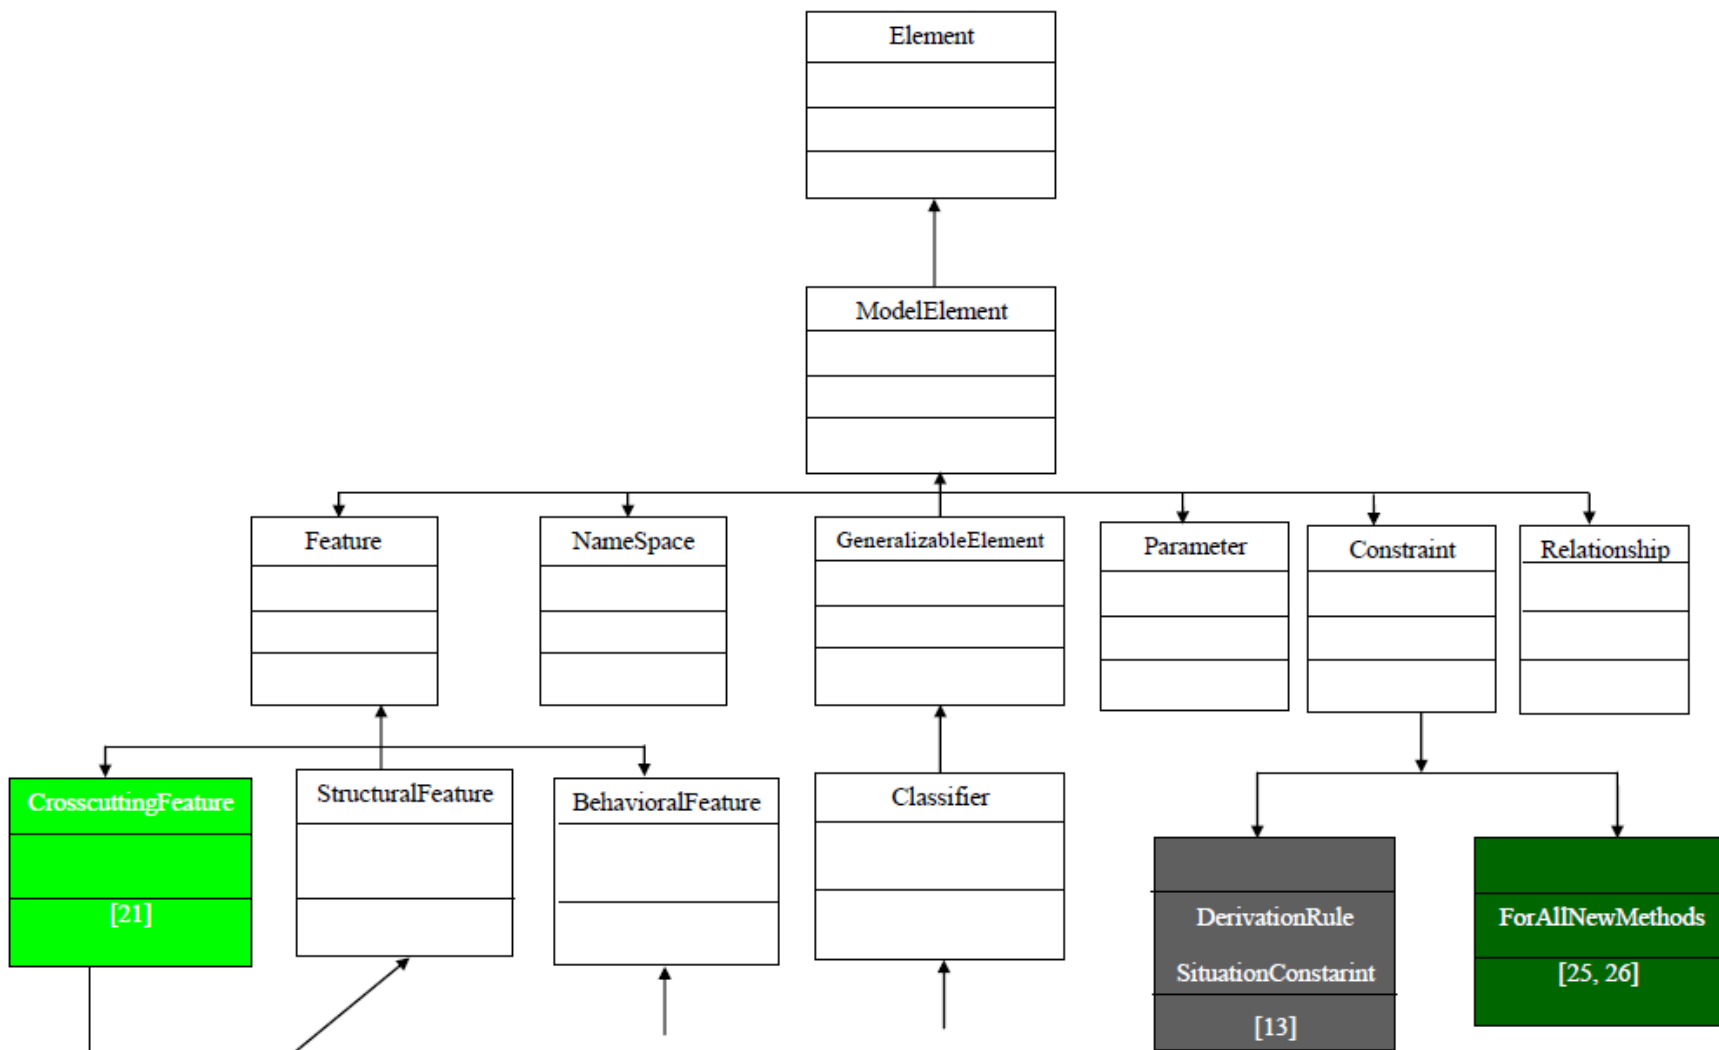 Element
ModelElement
Feature
NameSpace
GeneralizableElement
Parameter
Constraint
Relationship
CrosscuttingFeature
[21]
StructuralFeature
BehavioralFeature
Classifier
DerivationRule
SituationConstarint
[13]
ForAllNewMethods
[25, 26]